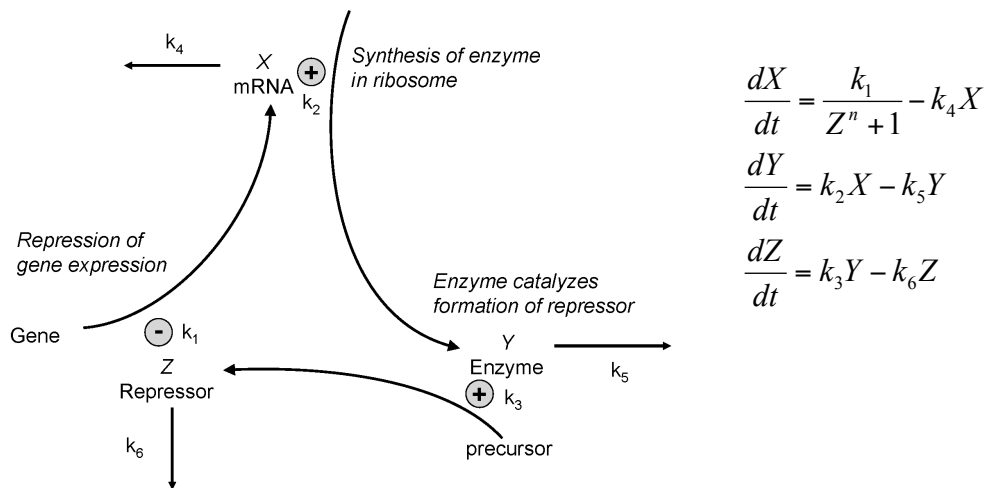 k₄
X
mRNA
+
k₂
Synthesis of enzyme
in ribosome
Repression of
gene expression
Gene
-
k₁
Z
Repressor
k₆
Enzyme catalyzes
formation of repressor
Y
Enzyme
k₅
+
k₃
precursor
dX/dt = k₁/(Zⁿ + 1) − k₄X
dY/dt = k₂X − k₅Y
dZ/dt = k₃Y − k₆Z